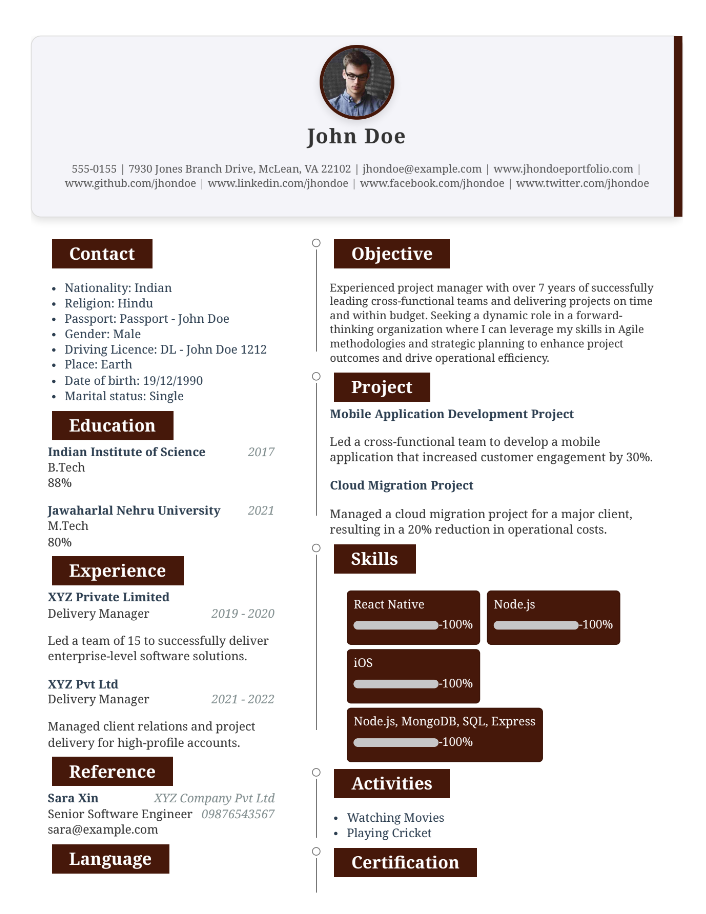 John Doe
555-0155 | 7930 Jones Branch Drive, McLean, VA 22102 | jhondoe@example.com | www.jhondoeportfolio.com |
www.github.com/jhondoe | www.linkedin.com/jhondoe | www.facebook.com/jhondoe | www.twitter.com/jhondoe
Contact
• Nationality: Indian
• Religion: Hindu
• Passport: Passport - John Doe
• Gender: Male
• Driving Licence: DL - John Doe 1212
• Place: Earth
• Date of birth: 19/12/1990
• Marital status: Single
Education
Indian Institute of Science 2017
B.Tech
88%
Jawaharlal Nehru University 2021
M.Tech
80%
Experience
XYZ Private Limited
Delivery Manager 2019 - 2020
Led a team of 15 to successfully deliver
enterprise-level software solutions.
XYZ Pvt Ltd
Delivery Manager 2021 - 2022
Managed client relations and project
delivery for high-profile accounts.
Reference
Sara Xin XYZ Company Pvt Ltd
Senior Software Engineer 09876543567
sara@example.com
Language
Objective
Experienced project manager with over 7 years of successfully
leading cross-functional teams and delivering projects on time
and within budget. Seeking a dynamic role in a forward-
thinking organization where I can leverage my skills in Agile
methodologies and strategic planning to enhance project
outcomes and drive operational efficiency.
Project
Mobile Application Development Project
Led a cross-functional team to develop a mobile
application that increased customer engagement by 30%.
Cloud Migration Project
Managed a cloud migration project for a major client,
resulting in a 20% reduction in operational costs.
Skills
React Native
-100%
Node.js
-100%
iOS
-100%
Node.js, MongoDB, SQL, Express
-100%
Activities
• Watching Movies
• Playing Cricket
Certification